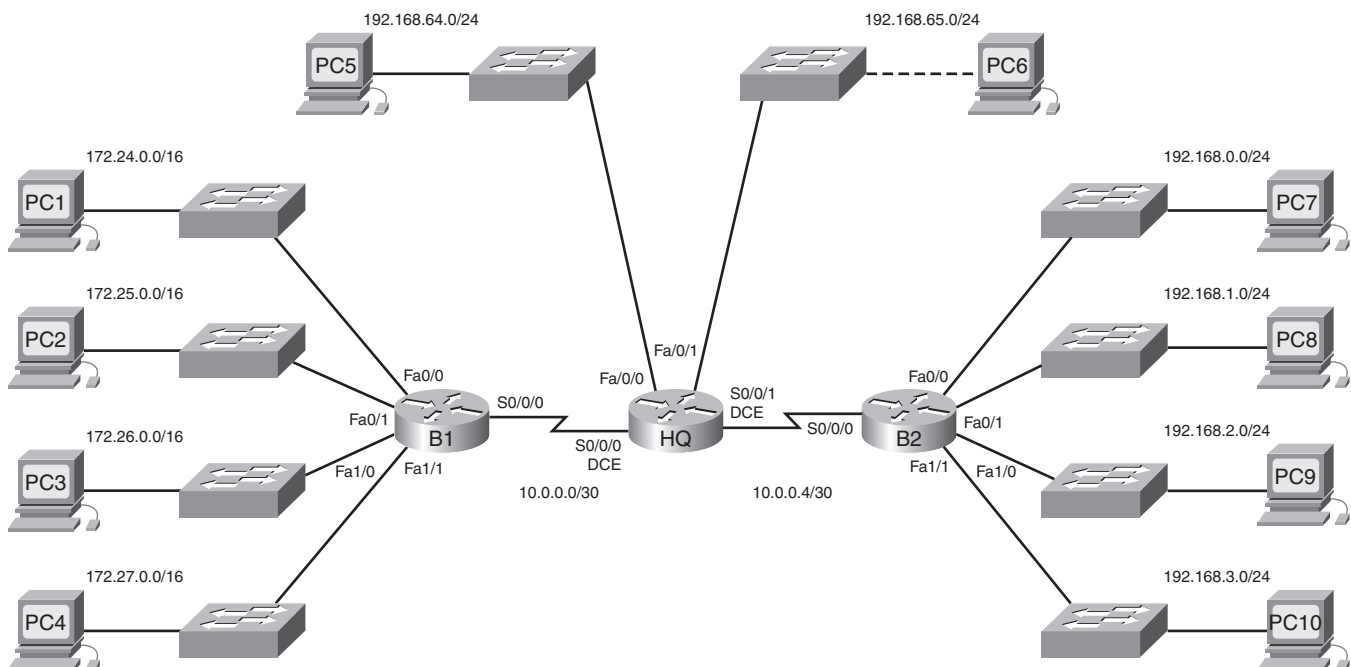 192.168.64.0/24
192.168.65.0/24
PC5
PC6
172.24.0.0/16
192.168.0.0/24
PC1
PC7
172.25.0.0/16
192.168.1.0/24
PC2
PC8
Fa/0/1
Fa0/0
Fa/0/0
Fa0/0
S0/0/0
S0/0/1
DCE
Fa0/1
B1
HQ
S0/0/0
B2
Fa0/1
172.26.0.0/16
S0/0/0
DCE
192.168.2.0/24
Fa1/0
Fa1/1
Fa1/1
Fa1/0
PC3
PC9
10.0.0.0/30
10.0.0.4/30
172.27.0.0/16
192.168.3.0/24
PC4
PC10